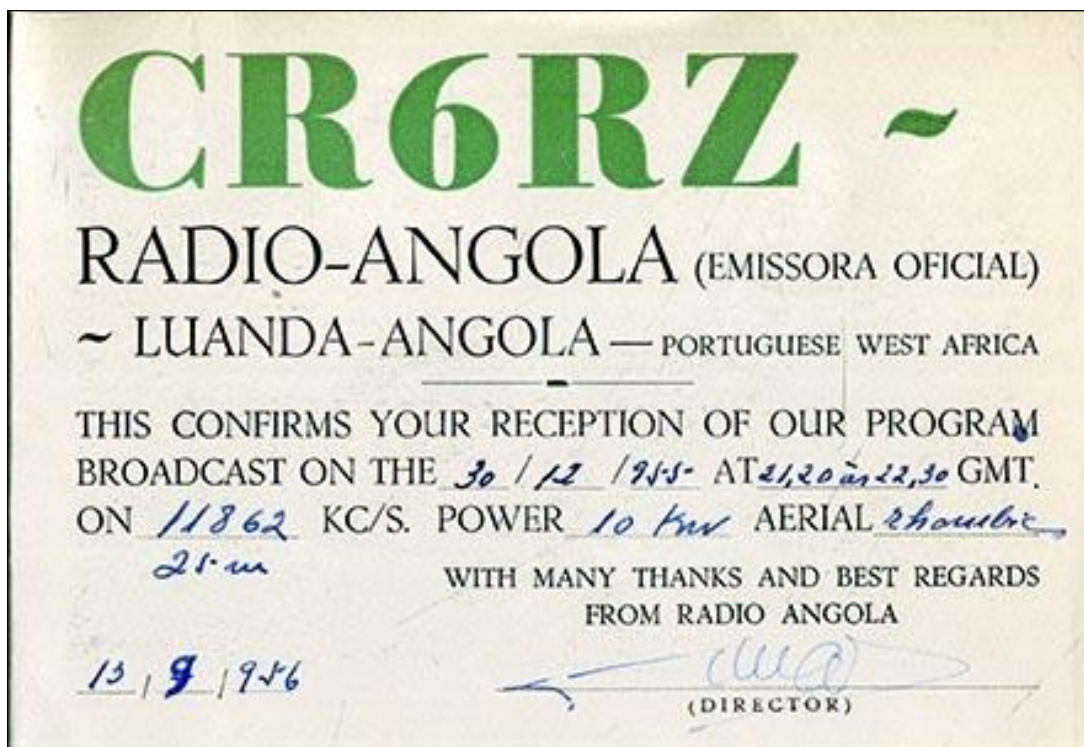 CR6RZ ~
RADIO-ANGOLA (EMISSORA OFICIAL)
~ LUANDA-ANGOLA — PORTUGUESE WEST AFRICA
THIS CONFIRMS YOUR RECEPTION OF OUR PROGRAM
BROADCAST ON THE 30 / 12 / 955 AT 21,20 às 22,30 GMT.
ON 11862 KC/S. POWER 10 Kw AERIAL rhombic
25 m
WITH MANY THANKS AND BEST REGARDS
FROM RADIO ANGOLA
13 / 9 / 956
(DIRECTOR)